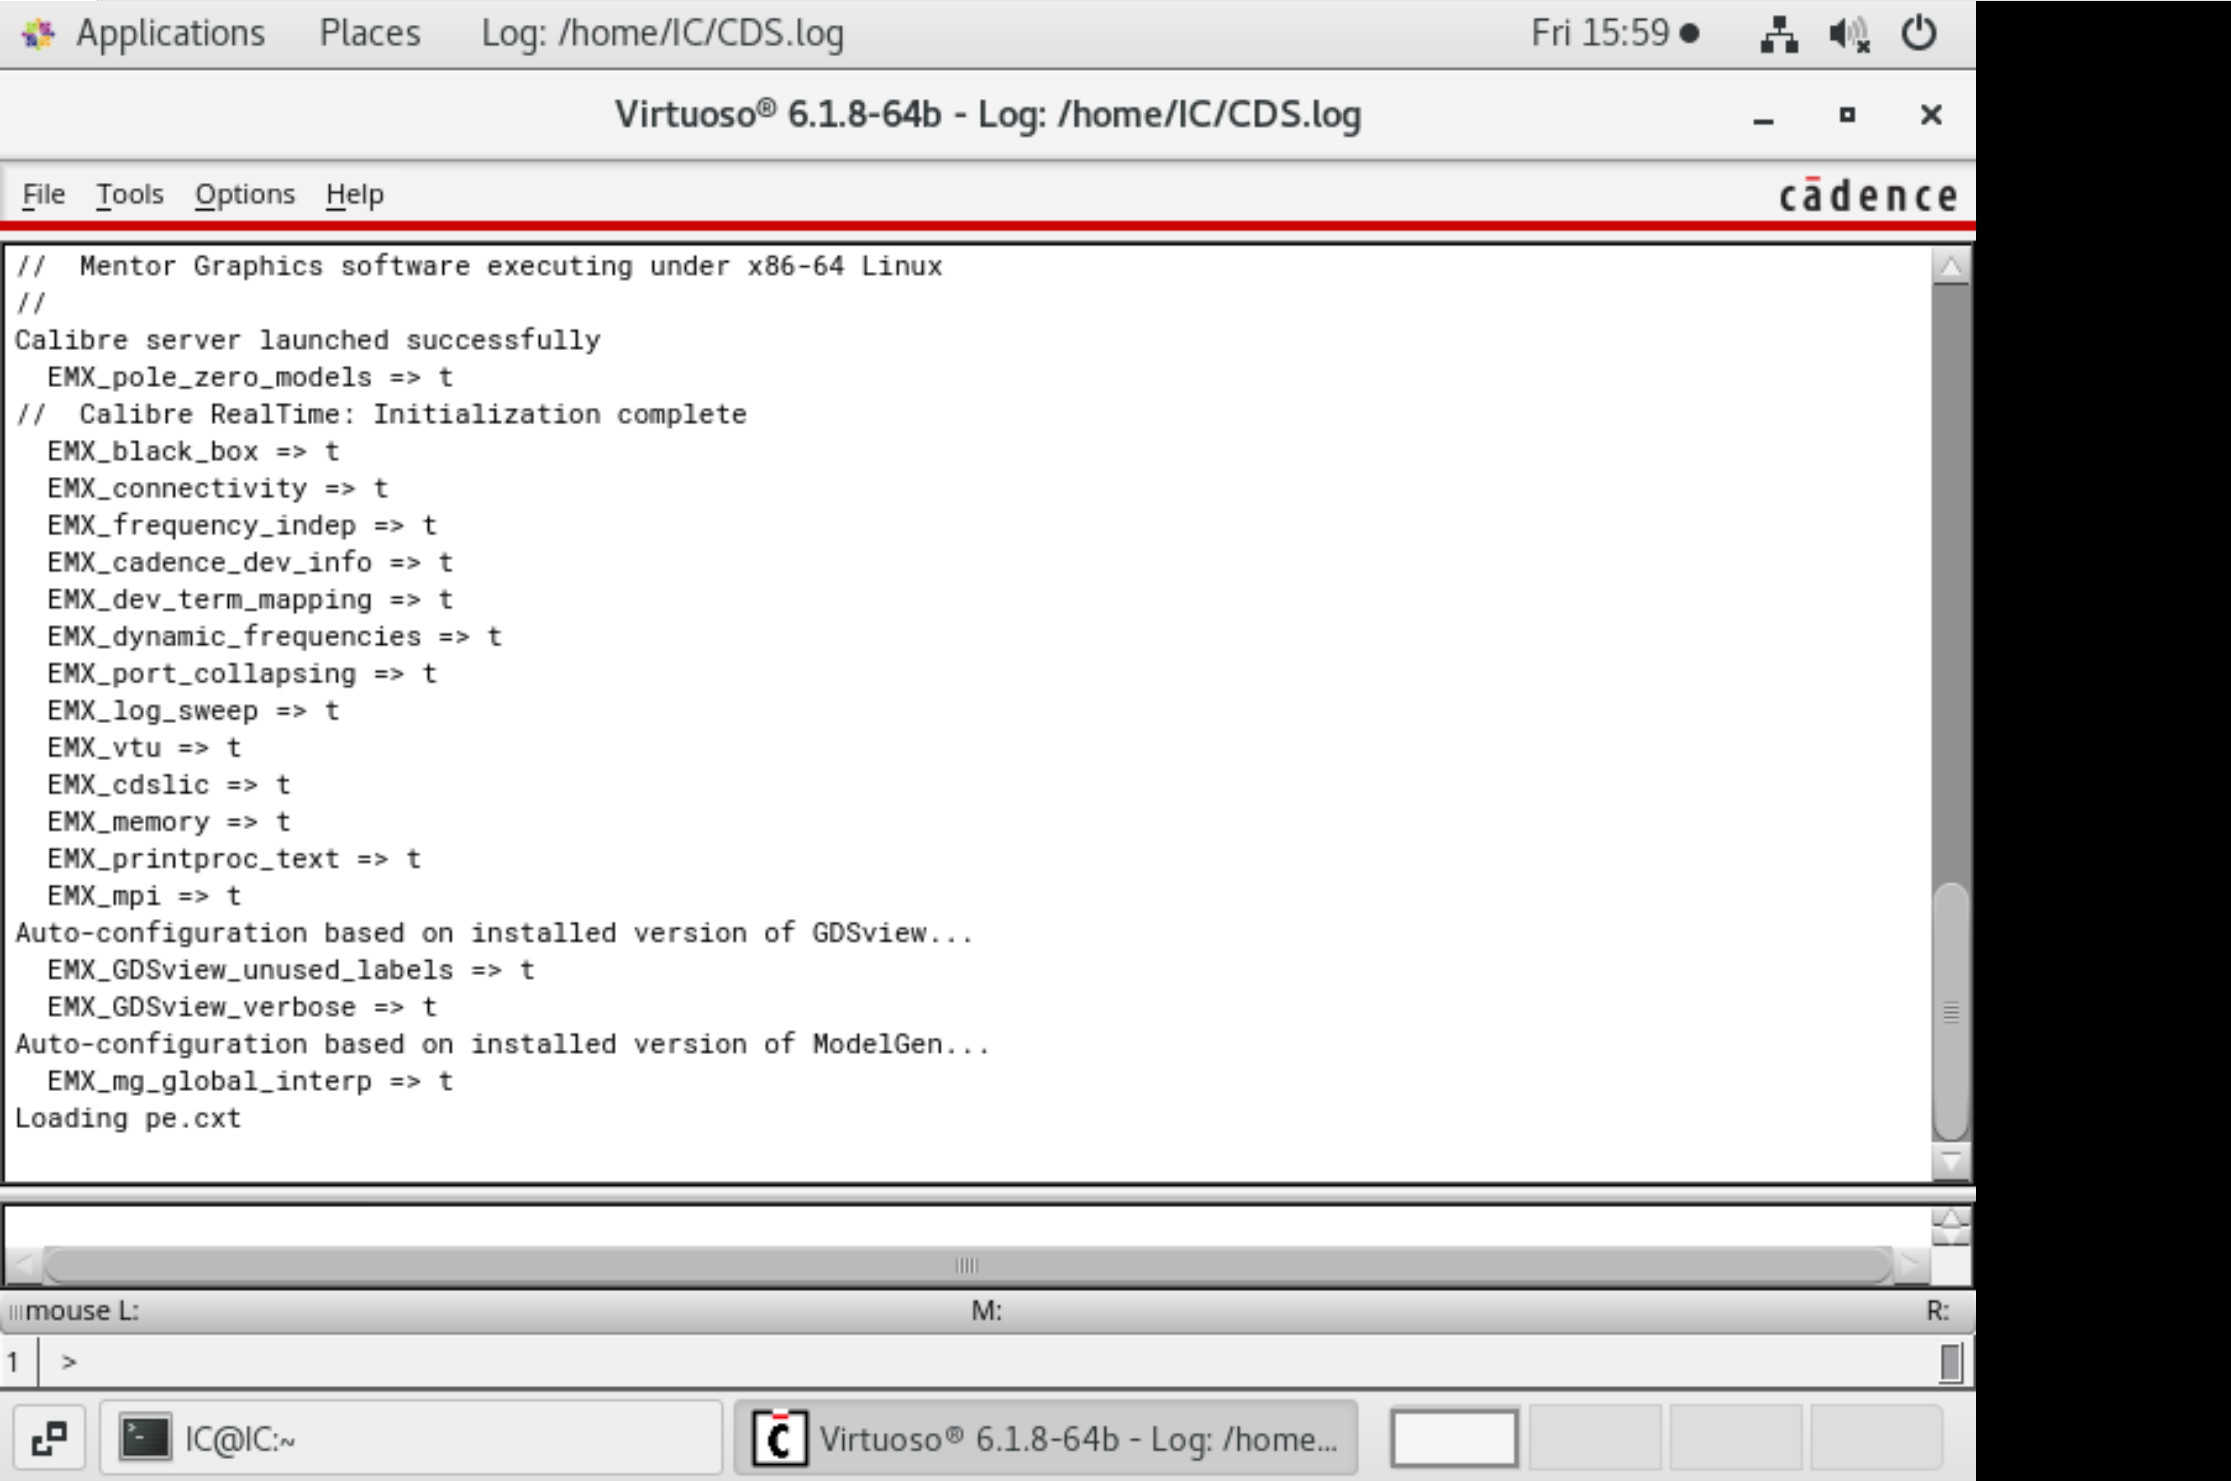 Applications Places Log: /home/IC/CDS.log Fri 15:59
Virtuoso® 6.1.8-64b - Log: /home/IC/CDS.log
File Tools Options Help cādence
// Mentor Graphics software executing under x86-64 Linux
//
Calibre server launched successfully
EMX_pole_zero_models => t
// Calibre RealTime: Initialization complete
EMX_black_box => t
EMX_connectivity => t
EMX_frequency_indep => t
EMX_cadence_dev_info => t
EMX_dev_term_mapping => t
EMX_dynamic_frequencies => t
EMX_port_collapsing => t
EMX_log_sweep => t
EMX_vtu => t
EMX_cdslic => t
EMX_memory => t
EMX_printproc_text => t
EMX_mpi => t
Auto-configuration based on installed version of GDSview...
EMX_GDSview_unused_labels => t
EMX_GDSview_verbose => t
Auto-configuration based on installed version of ModelGen...
EMX_mg_global_interp => t
Loading pe.cxt
mouse L: M: R:
1 >
IC@IC:~ Virtuoso® 6.1.8-64b - Log: /home...